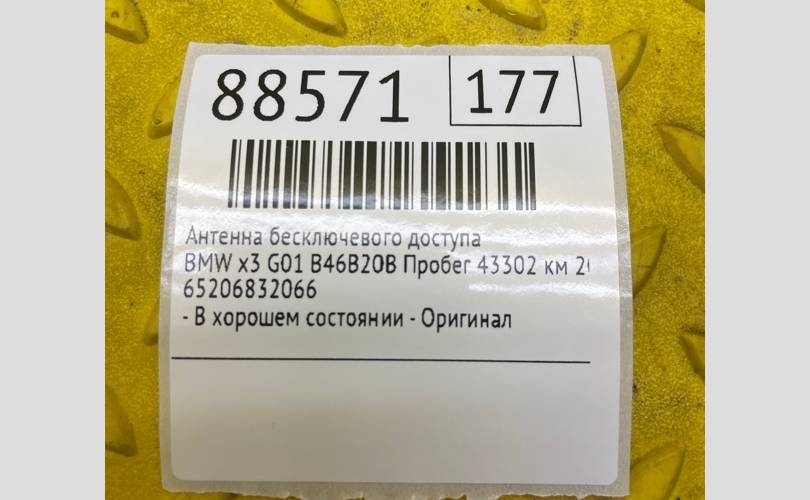 88571 177
Антенна бесключевого доступа
BMW x3 G01 B46B20B Пробег 43302 км
65206832066
- В хорошем состоянии - Оригинал